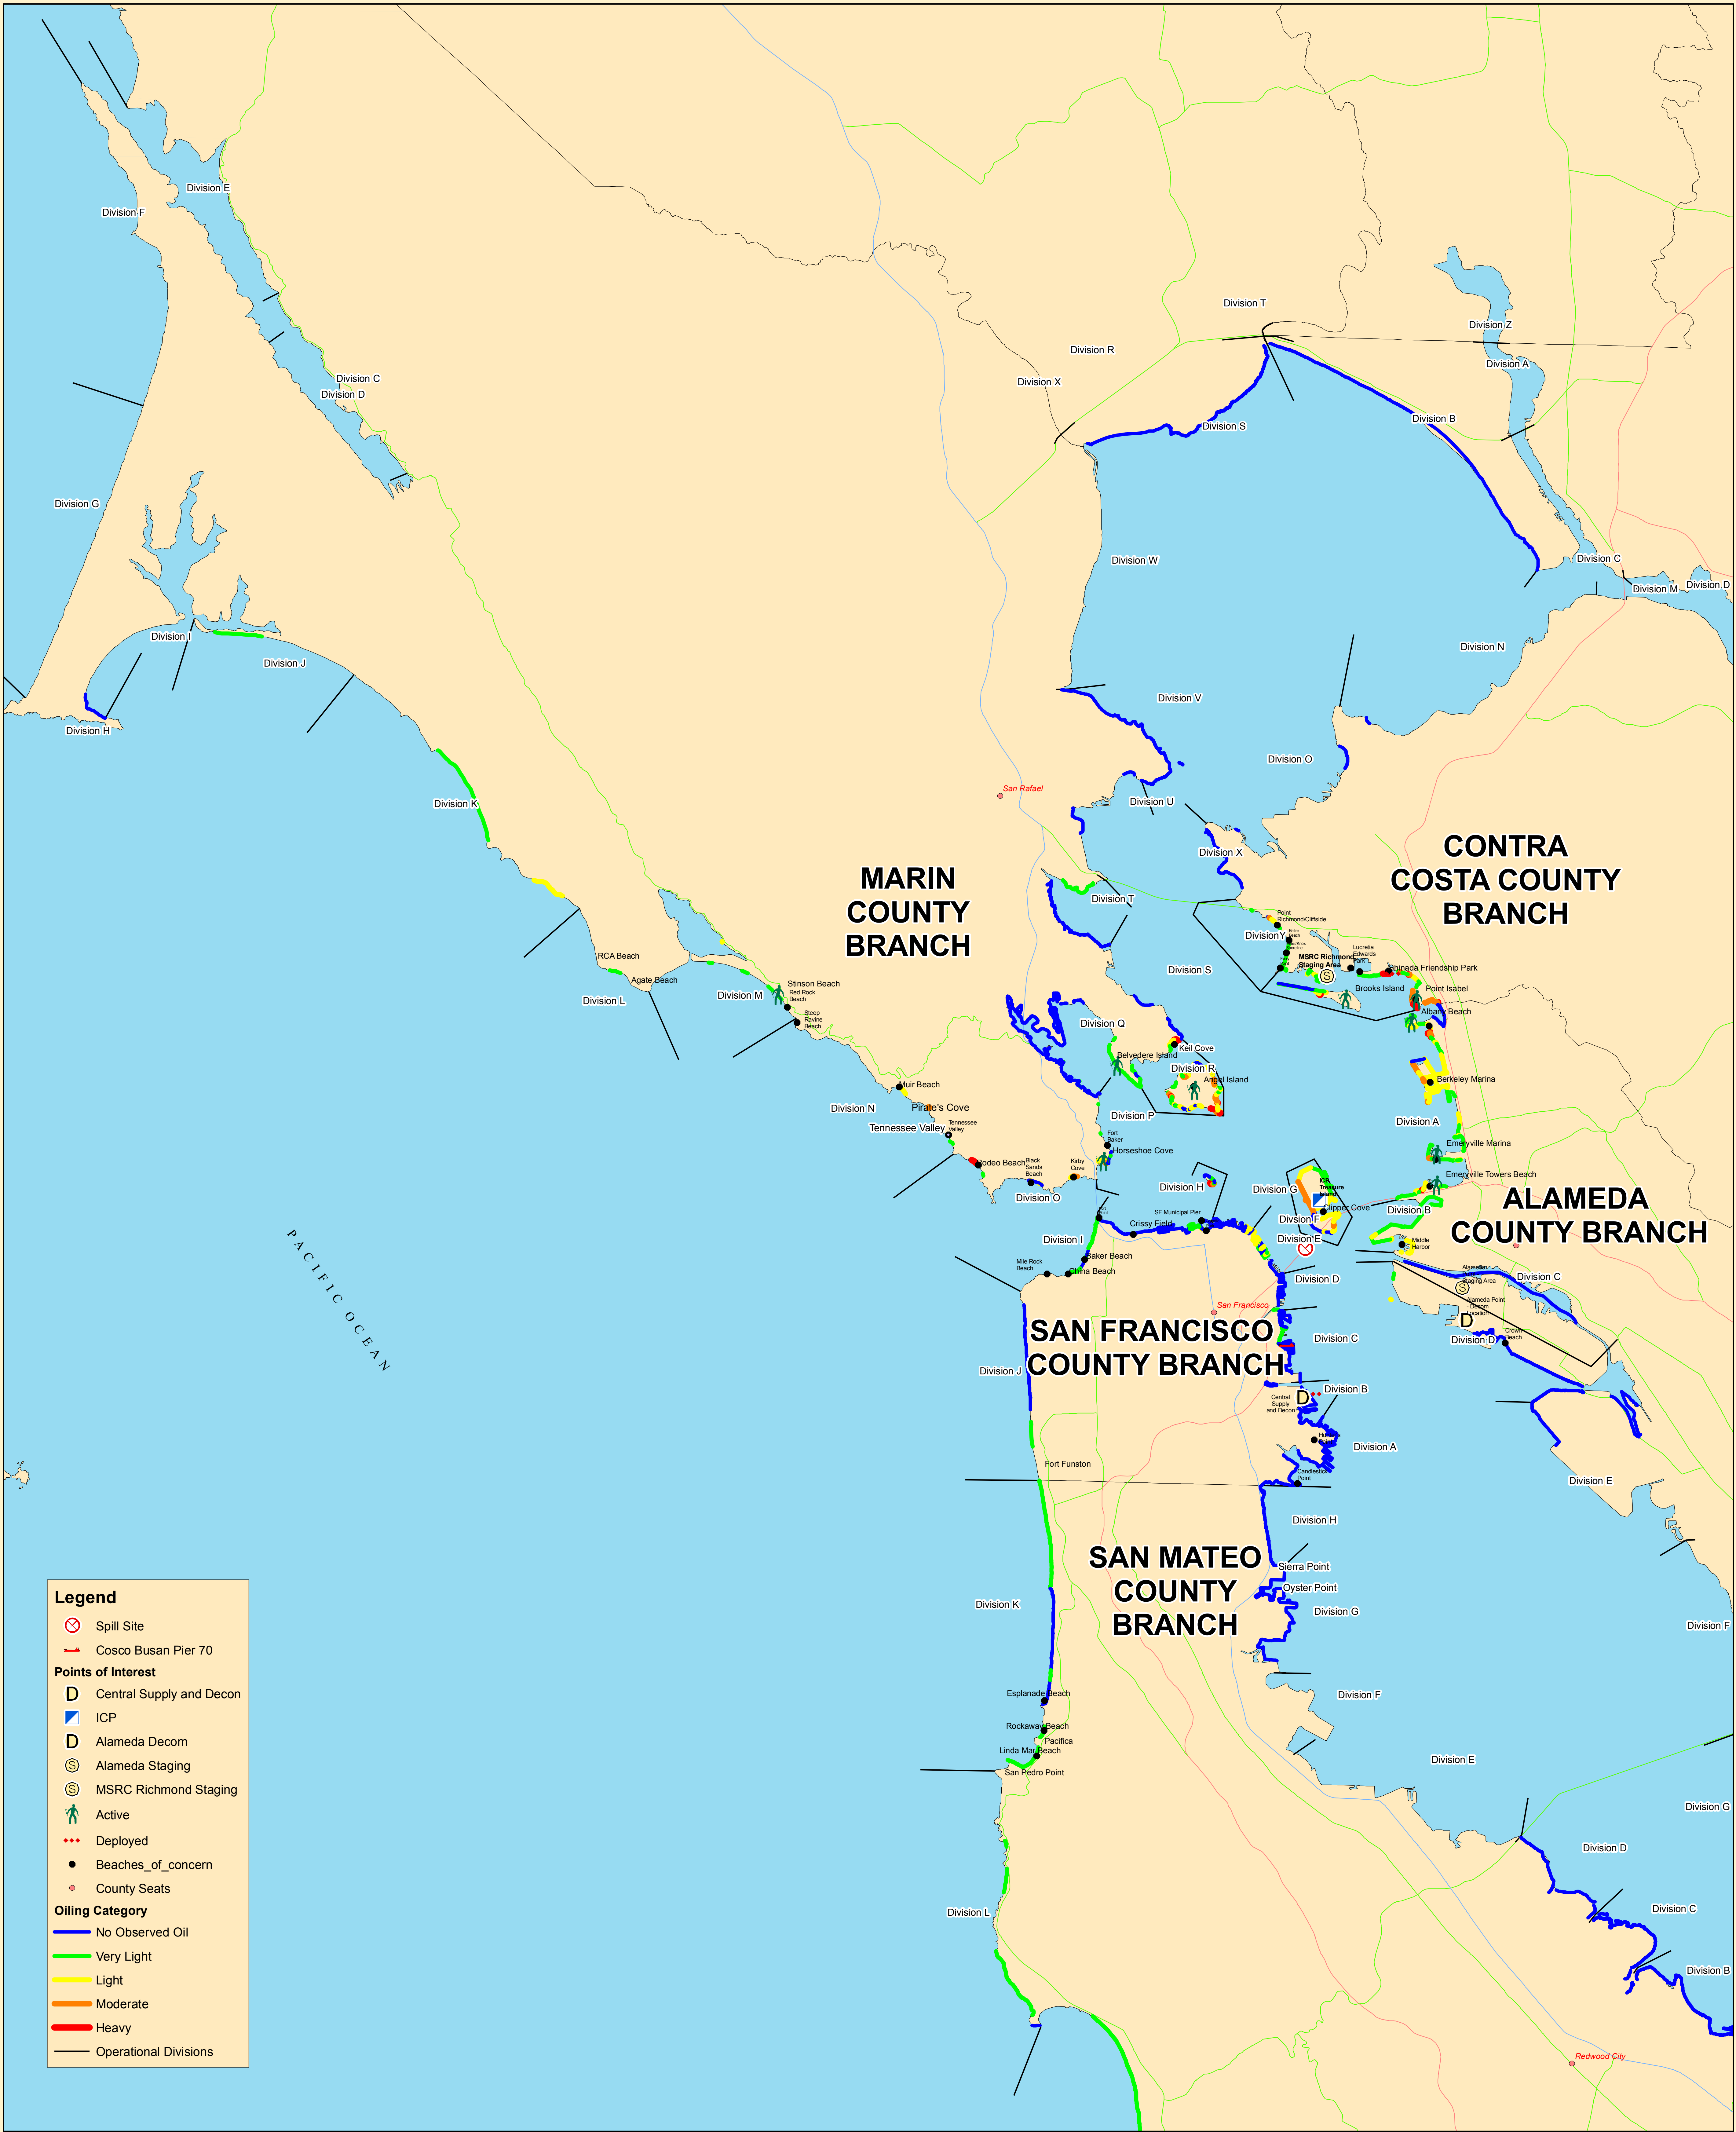 Division E
Division F
Division T
Division Z
Division R
Division A
Division X
Division C
Division D
Division B
Division S
Division G
Division W
Division C
Division M
Division D
Division I
Division J
Division N
Division V
Division H
Division O
San Rafael
Division K
Division U
CONTRA
COSTA COUNTY
BRANCH
Division X
MARIN
COUNTY
BRANCH
Division T
Point
Richmond/Cliffside
DivisionY
Keller
Beach
Lucretia
Edwards
Park
RCA Beach
MSRC Richmond
Staging Area
Shinada Friendship Park
Division S
Agate Beach
Stinson Beach
Red Rock
Beach
Brooks Island
Point Isabel
Division M
Division L
Steep
Ravine
Beach
Albany Beach
Division Q
Keil Cove
Belvedere Island
Division R
Angel Island
Berkeley Marina
Muir Beach
Pirate's Cove
Division N
Division P
Division A
Tennessee Valley
Tennessee
Valley
Fort
Baker
Horseshoe Cove
Emeryville Marina
Rodeo Beach
Black
Sands
Beach
Kirby
Cove
Emeryville Towers Beach
Division O
Division H
Division G
ICP,
Treasure
Island
Clipper Cove
ALAMEDA
COUNTY BRANCH
Division B
SF Municipal Pier
Crissy Field
Division F
Division I
Division E
Middle
Harbor
Baker Beach
Mile Rock
Beach
China Beach
Division D
Alameda
Staging Area
Division C
Alameda Point
- Decom
Location
PACIFIC OCEAN
San Francisco
SAN FRANCISCO
COUNTY BRANCH
Division C
Division D
Crown
Beach
Division J
Division B
Central
Supply
and Decon
D
D
Division A
Fort Funston
Candlestick
Point
Division E
Division H
SAN MATEO
COUNTY
BRANCH
Sierra Point
Oyster Point
Division K
Division G
Division F
Esplanade Beach
Division F
Rockaway Beach
Pacifica
Linda Mar Beach
San Pedro Point
Division E
Division G
Division D
Division L
Division C
Division B
Redwood City
Legend
Spill Site
Cosco Busan Pier 70
Points of Interest
D Central Supply and Decon
ICP
D Alameda Decom
S Alameda Staging
S MSRC Richmond Staging
Active
Deployed
Beaches_of_concern
County Seats
Oiling Category
No Observed Oil
Very Light
Light
Moderate
Heavy
Operational Divisions